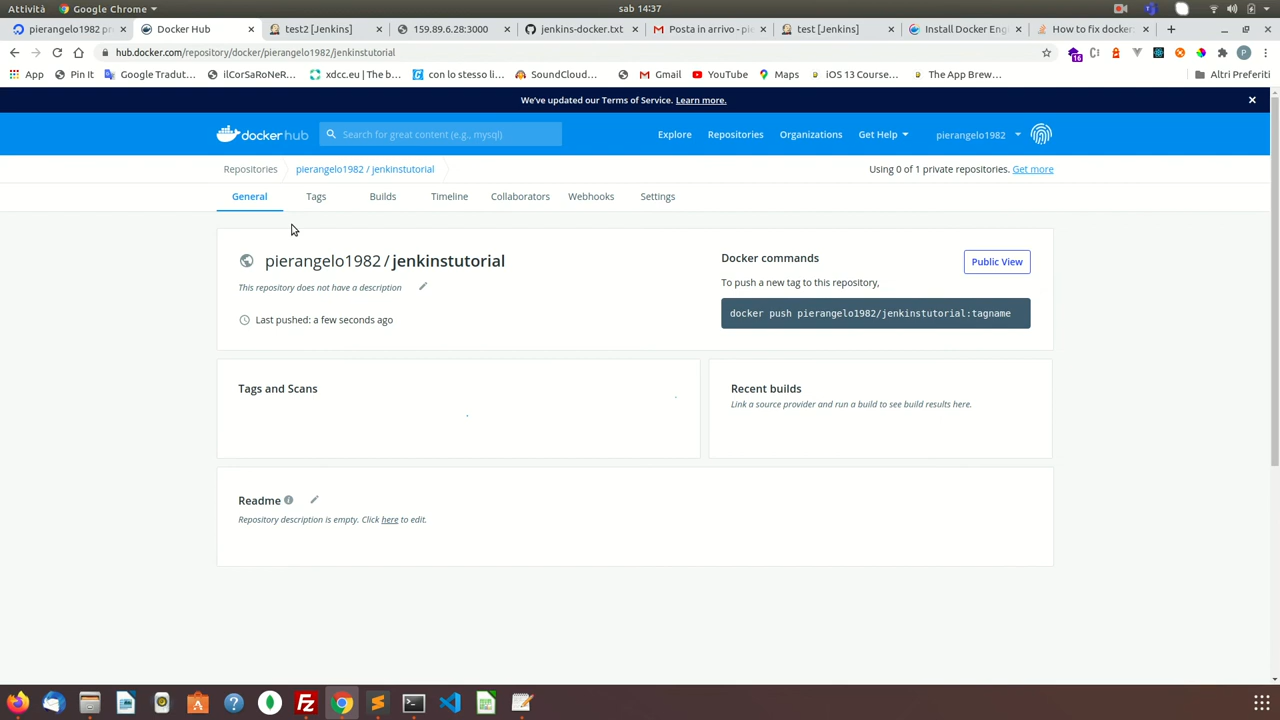 Attività
Google Chrome
sab 14:37
pierangelo1982 pr
Docker Hub
test2 [Jenkins]
159.89.6.28:3000
jenkins-docker.txt
Posta in arrivo - pie
test [Jenkins]
Install Docker Eng
How to fix docker:
hub.docker.com/repository/docker/pierangelo1982/jenkinstutorial
16
P
App
Pin It
Google Tradut...
ilCorSaRoNeR...
xdcc.eu | The b...
con lo stesso li...
SoundCloud...
Gmail
YouTube
Maps
iOS 13 Course...
The App Brew...
Altri Preferiti
We've updated our Terms of Service. Learn more.
dockerhub
Search for great content (e.g., mysql)
Explore
Repositories
Organizations
Get Help
pierangelo1982
Repositories
pierangelo1982 / jenkinstutorial
Using 0 of 1 private repositories. Get more
General
Tags
Builds
Timeline
Collaborators
Webhooks
Settings
pierangelo1982 / jenkinstutorial
This repository does not have a description
Last pushed: a few seconds ago
Docker commands
Public View
To push a new tag to this repository,
docker push pierangelo1982/jenkinstutorial:tagname
Tags and Scans
Recent builds
Link a source provider and run a build to see build results here.
Readme
Repository description is empty. Click here to edit.